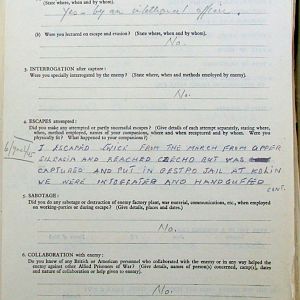 (State where, when and by whom).
Yes - by an intelligence officer.
(b) Were you lectured on escape and evasion? (State where, when and by whom).
No.
3. INTERROGATION after capture:
Were you specially interrogated by the enemy? (State where, when and methods employed by enemy).
No.
4. ESCAPES attempted:
Did you make any attempted or partly successful escapes? (Give details of each attempt separately, stating where, when, method employed, names of your companions, where and when recaptured and by whom. Were you physically fit? What happened to your companions?)
I ESCAPED TWICE FROM THE MARCH FROM UPPER
SILESIA AND REACHED CZECHO BUT WAS
CAPTURED AND PUT IN GESTPO JAIL AT KOLIN
WE WERE INTOERATED AND HANDCUFFED
CONT.
5. SABOTAGE:
Did you do any sabotage or destruction of enemy factory plant, war material, communications, etc., when employed on working-parties or during escape? (Give details, places and dates).
No.
6. COLLABORATION with enemy:
Do you know of any British or American personnel who collaborated with the enemy or in any way helped the enemy against other Allied Prisoners of War? (Give details, names of person(s) concerned, camp(s), dates and nature of collaboration or help given to enemy).
No.